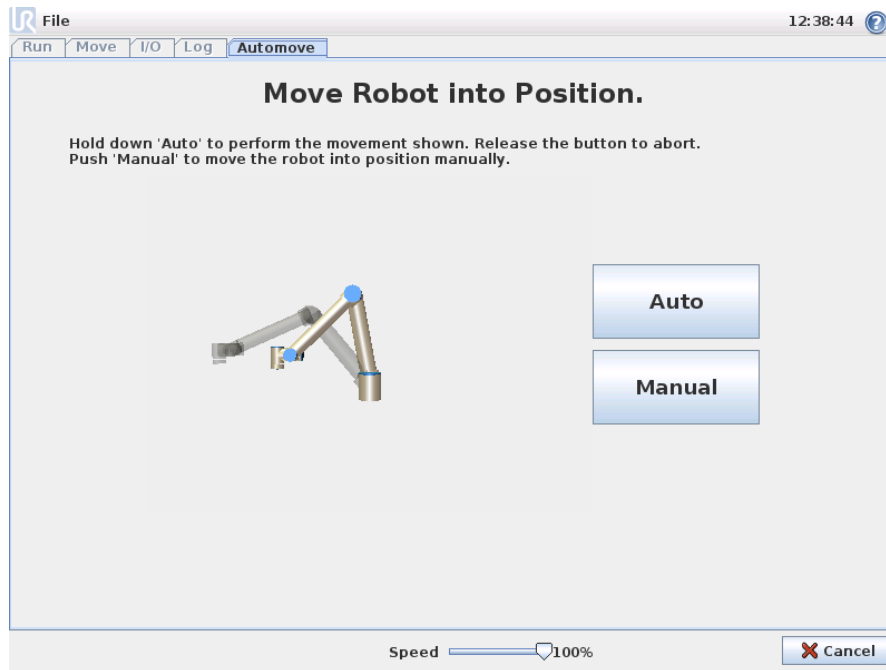 UR File 12:38:44 ?
Run Move I/O Log Automove
Move Robot into Position.
Hold down 'Auto' to perform the movement shown. Release the button to abort.
Push 'Manual' to move the robot into position manually.
Auto
Manual
Speed 100% Cancel